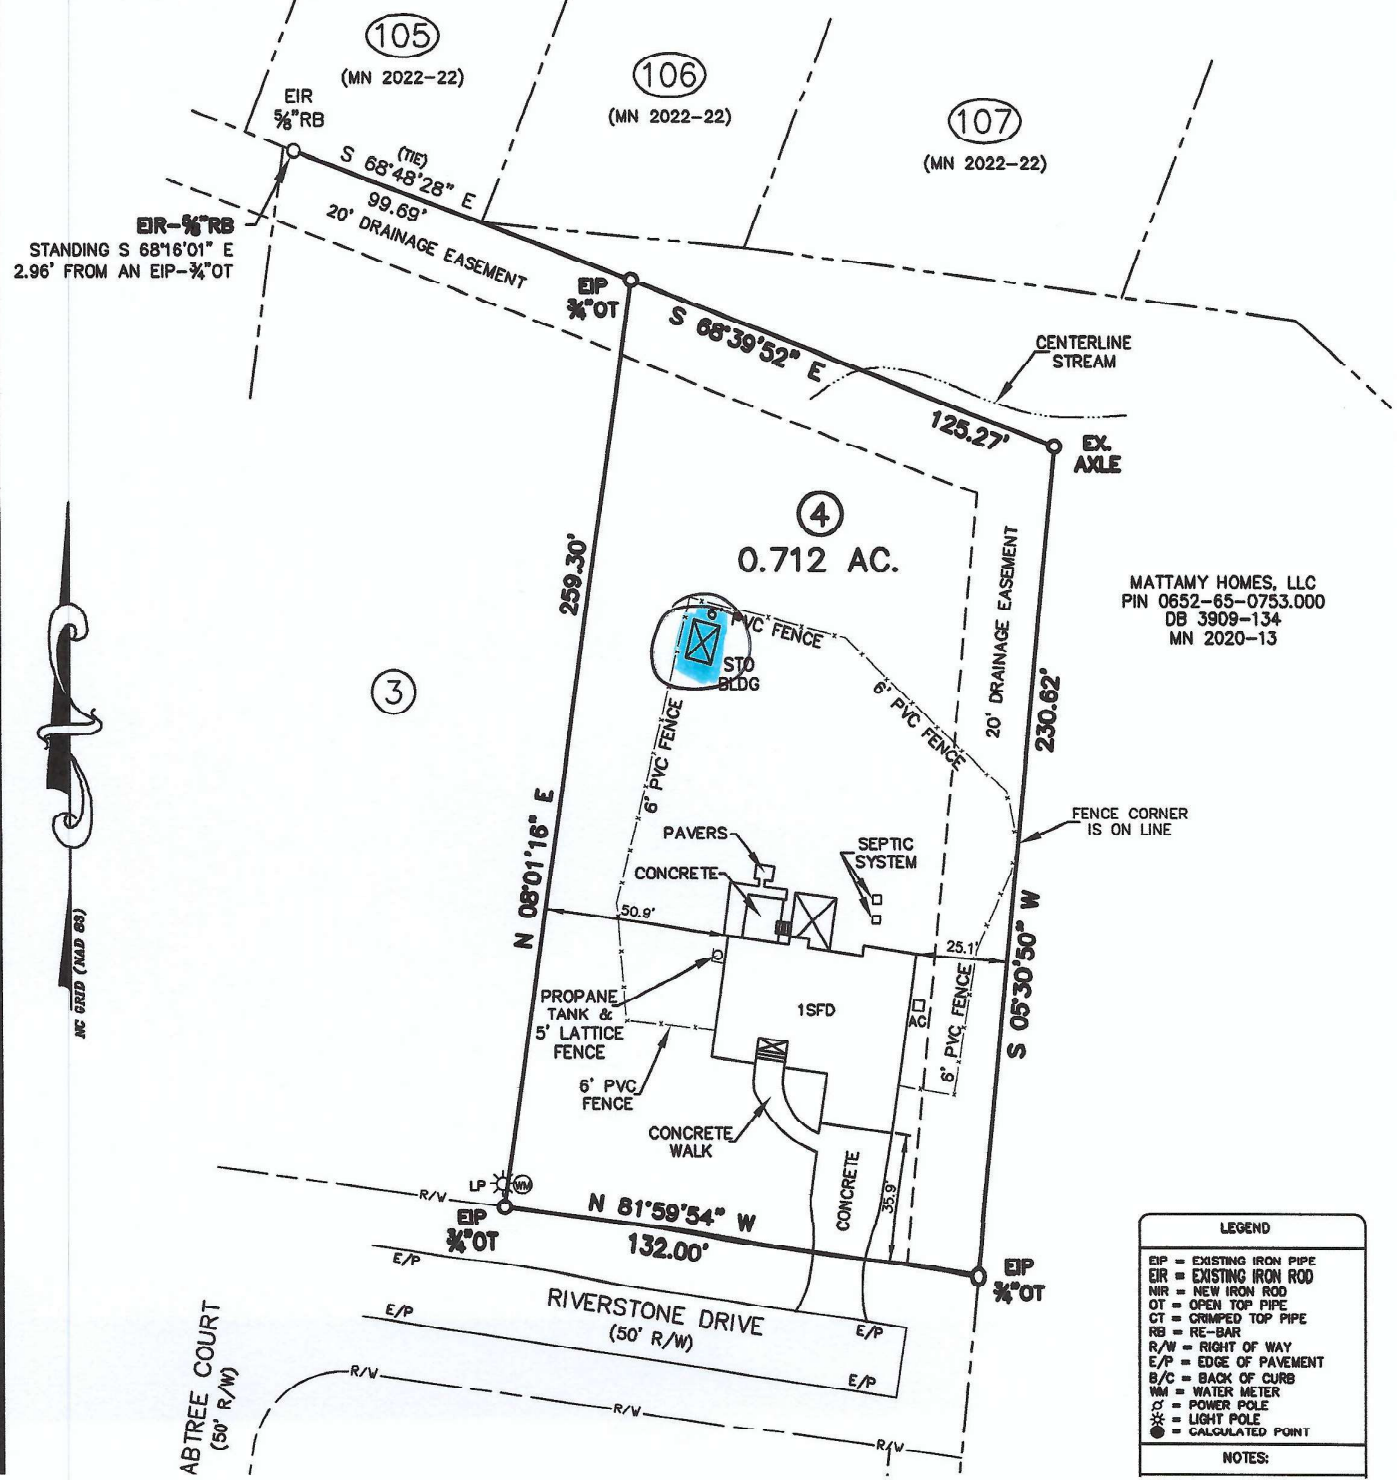 105
(MN 2022-22)
106
(MN 2022-22)
107
(MN 2022-22)
EIR
5/8"RB
(TIE)
S 68°48'28" E
99.69'
20' DRAINAGE EASEMENT
EIR-5/8"RB
STANDING S 68°16'01" E
2.96' FROM AN EIP-3/4"OT
EIP
3/4"OT
S 68°39'52" E
125.27'
CENTERLINE
STREAM
EX.
AXLE
4
0.712 AC.
259.30'
20' DRAINAGE EASEMENT
MATTAMY HOMES, LLC
PIN 0652-65-0753.000
DB 3909-134
MN 2020-13
PVC FENCE
STO
BLDG
3
6' PVC FENCE
6' PVC FENCE
230.62'
FENCE CORNER
IS ON LINE
PAVERS
CONCRETE
SEPTIC
SYSTEM
N 08°01'16" E
50.9'
25.1'
S 05°30'50" W
NC GRID (NAD 83)
PROPANE
TANK &
5' LATTICE
FENCE
1SFD
AC
6' PVC FENCE
6' PVC
FENCE
CONCRETE
WALK
CONCRETE
35.9'
LP
WM
R/W
EIP
3/4"OT
N 81°59'54" W
132.00'
EIP
3/4"OT
E/P
E/P
RIVERSTONE DRIVE
(50' R/W)
E/P
E/P
R/W
R/W
R/W
ABTREE COURT
(50' R/W)
LEGEND
EIP = EXISTING IRON PIPE
EIR = EXISTING IRON ROD
NIR = NEW IRON ROD
OT = OPEN TOP PIPE
CT = CRIMPED TOP PIPE
RB = RE-BAR
R/W = RIGHT OF WAY
E/P = EDGE OF PAVEMENT
B/C = BACK OF CURB
WM = WATER METER
= POWER POLE
= LIGHT POLE
= CALCULATED POINT
NOTES: